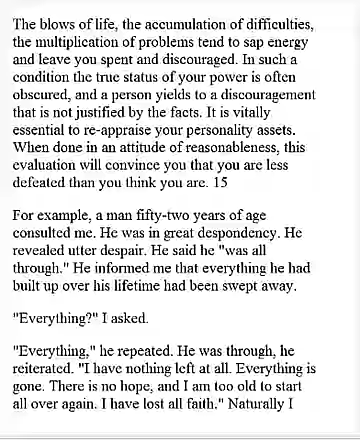 The blows of life, the accumulation of difficulties,
the multiplication of problems tend to sap energy
and leave you spent and discouraged. In such a
condition the true status of your power is often
obscured, and a person yields to a discouragement
that is not justified by the facts. It is vitally
essential to re-appraise your personality assets.
When done in an attitude of reasonableness, this
evaluation will convince you that you are less
defeated than you think you are. 15
For example, a man fifty-two years of age
consulted me. He was in great despondency. He
revealed utter despair. He said he "was all
through." He informed me that everything he had
built up over his lifetime had been swept away.
"Everything?" I asked.
"Everything," he repeated. He was through, he
reiterated. "I have nothing left at all. Everything is
gone. There is no hope, and I am too old to start
all over again. I have lost all faith." Naturally I